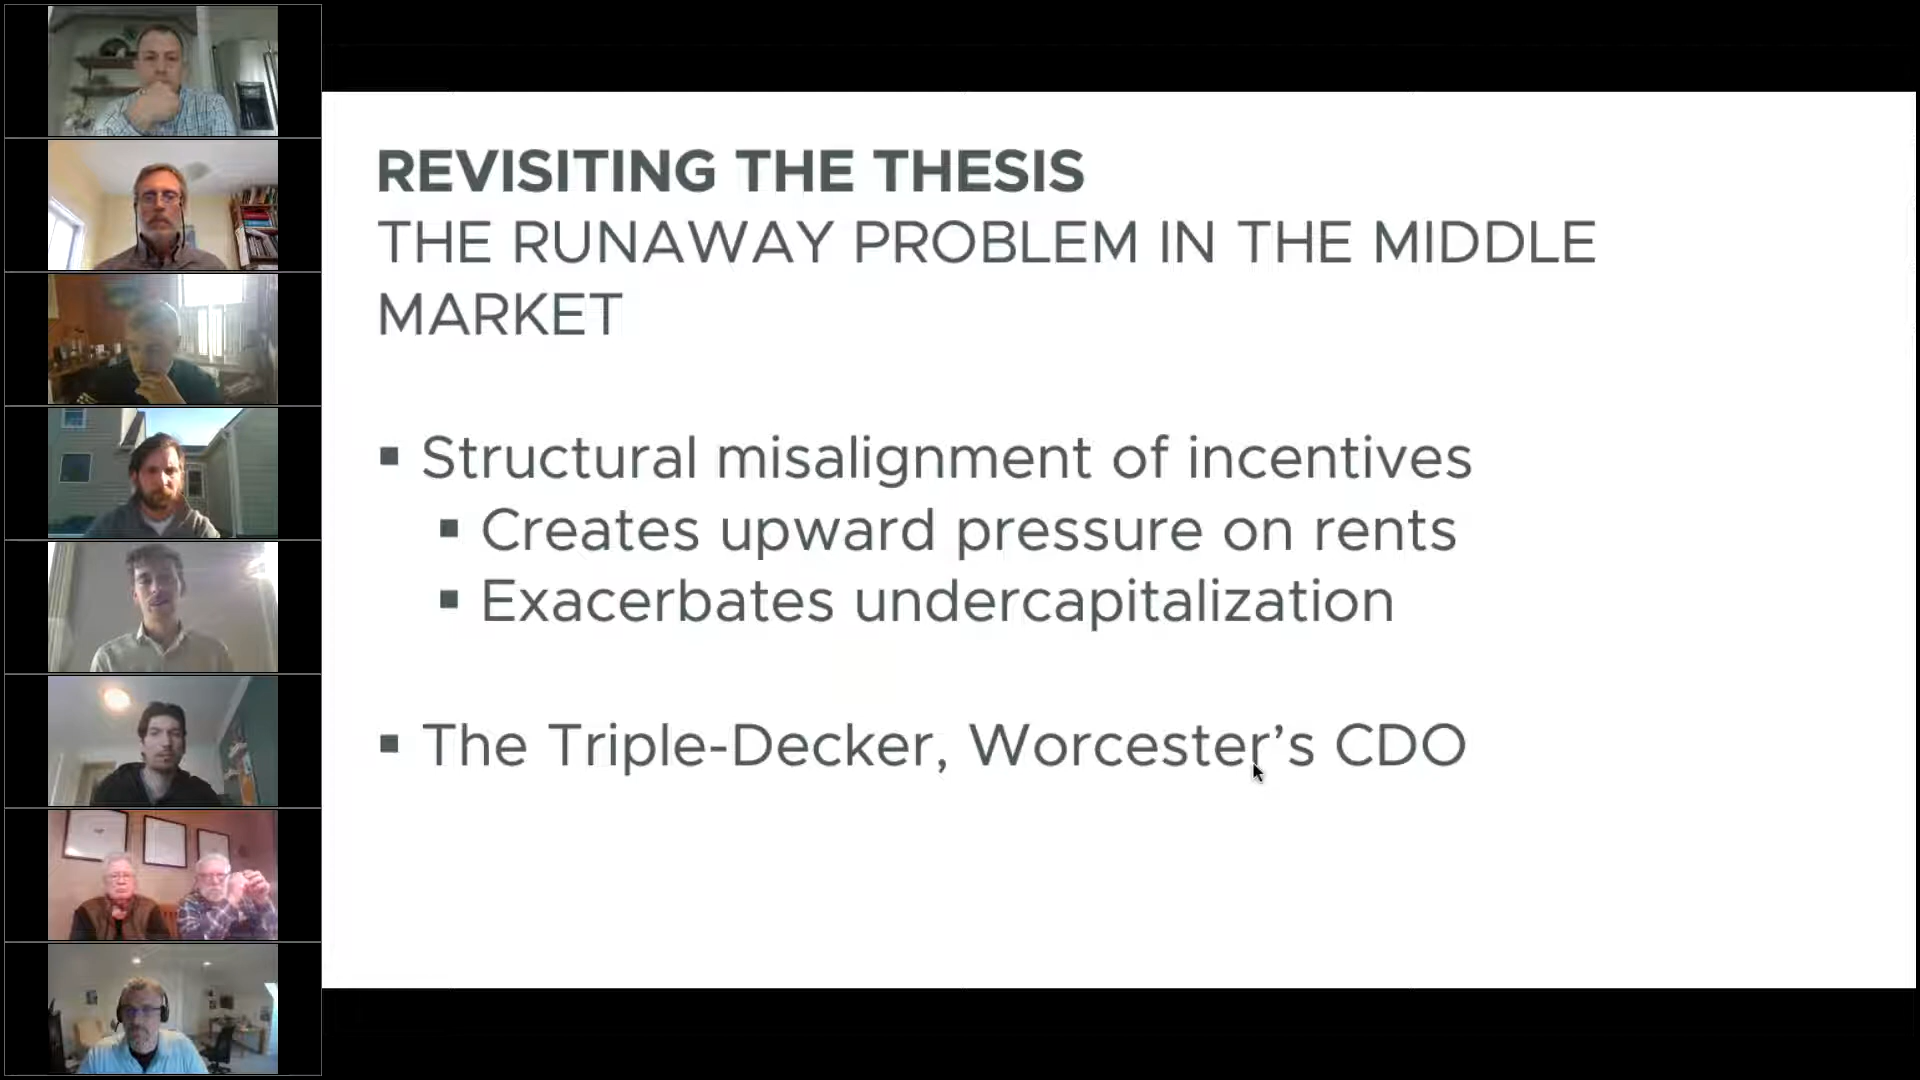 REVISITING THE THESIS
THE RUNAWAY PROBLEM IN THE MIDDLE
MARKET
▪ Structural misalignment of incentives
▪ Creates upward pressure on rents
▪ Exacerbates undercapitalization
▪ The Triple-Decker, Worcester’s CDO